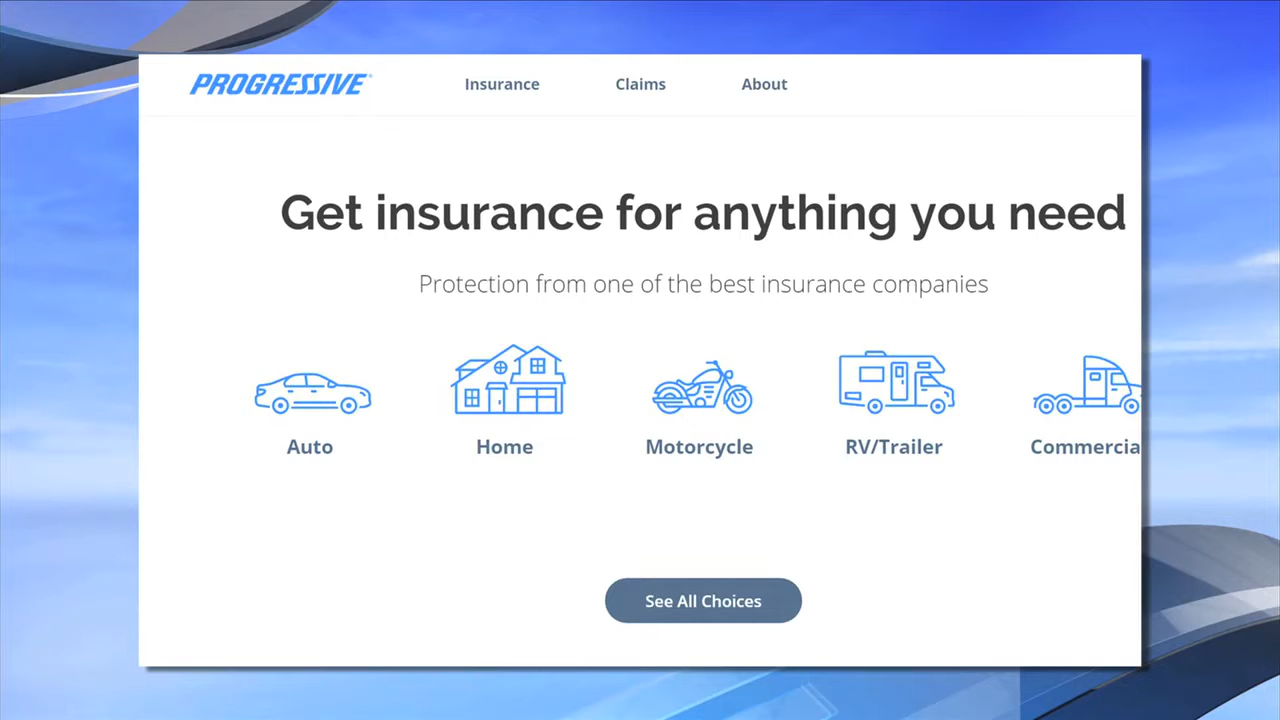 PROGRESSIVE
Insurance Claims About
Get insurance for anything you need
Protection from one of the best insurance companies
Auto Home Motorcycle RV/Trailer Commercia
See All Choices